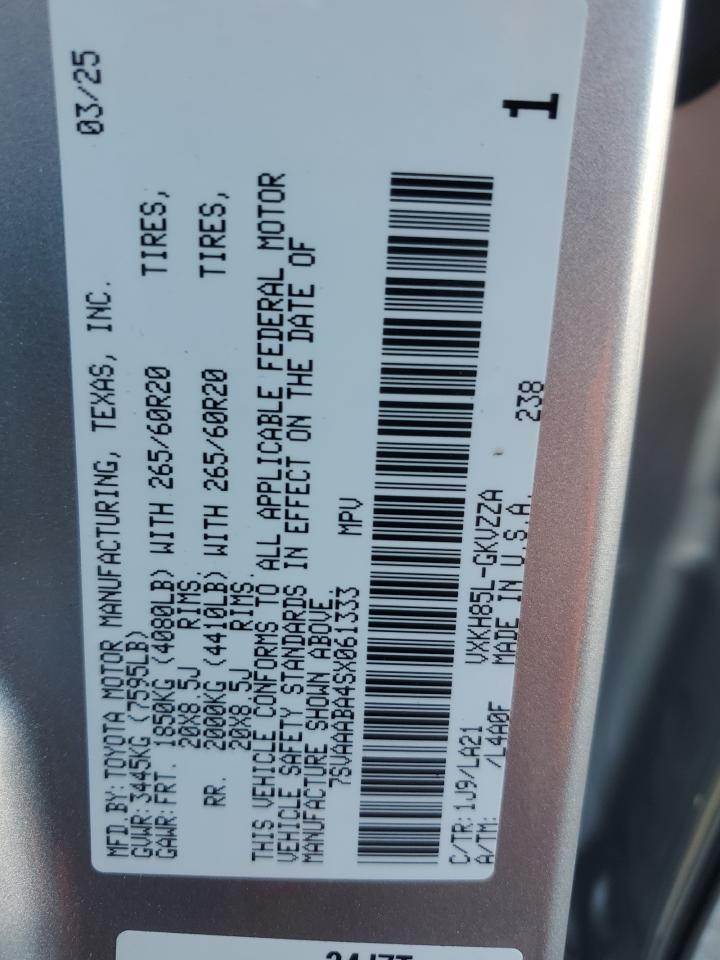 MFD.BY:TOYOTA MOTOR MANUFACTURING, TEXAS, INC. 03/25
GVWR:3445KG (7595LB)
GAWR:FRT. 1850KG (4080LB) WITH 265/60R20 TIRES,
20X8.5J RIMS.
RR. 2000KG (4410LB) WITH 265/60R20 TIRES,
20X8.5J RIMS.
THIS VEHICLE CONFORMS TO ALL APPLICABLE FEDERAL MOTOR
VEHICLE SAFETY STANDARDS IN EFFECT ON THE DATE OF
MANUFACTURE SHOWN ABOVE.
7SVAAABA4SX061333 MPV
C/TR:1J9/LA21 VXKH85L-GKVZZA
A/TM: /L4A0F MADE IN U.S.A. 238
1